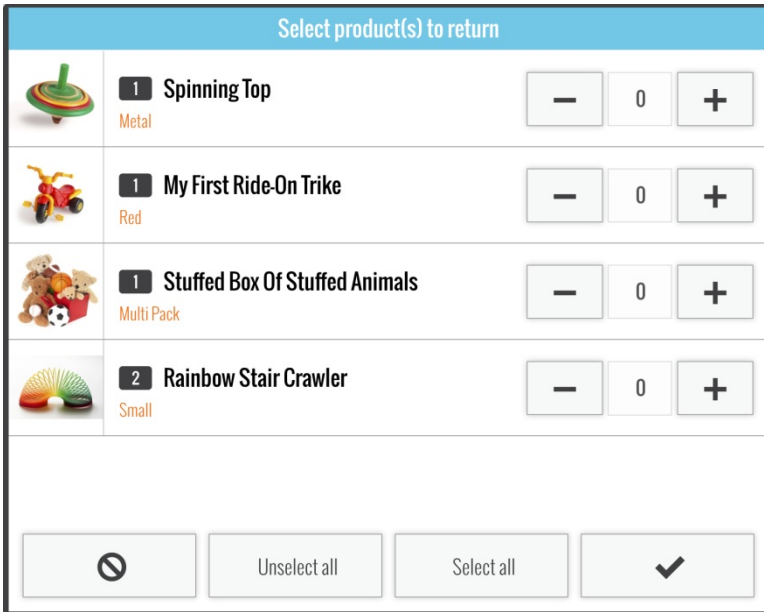 Select product(s) to return
1 Spinning Top
Metal
0
1 My First Ride-On Trike
Red
0
1 Stuffed Box Of Stuffed Animals
Multi Pack
0
2 Rainbow Stair Crawler
Small
0
Unselect all
Select all